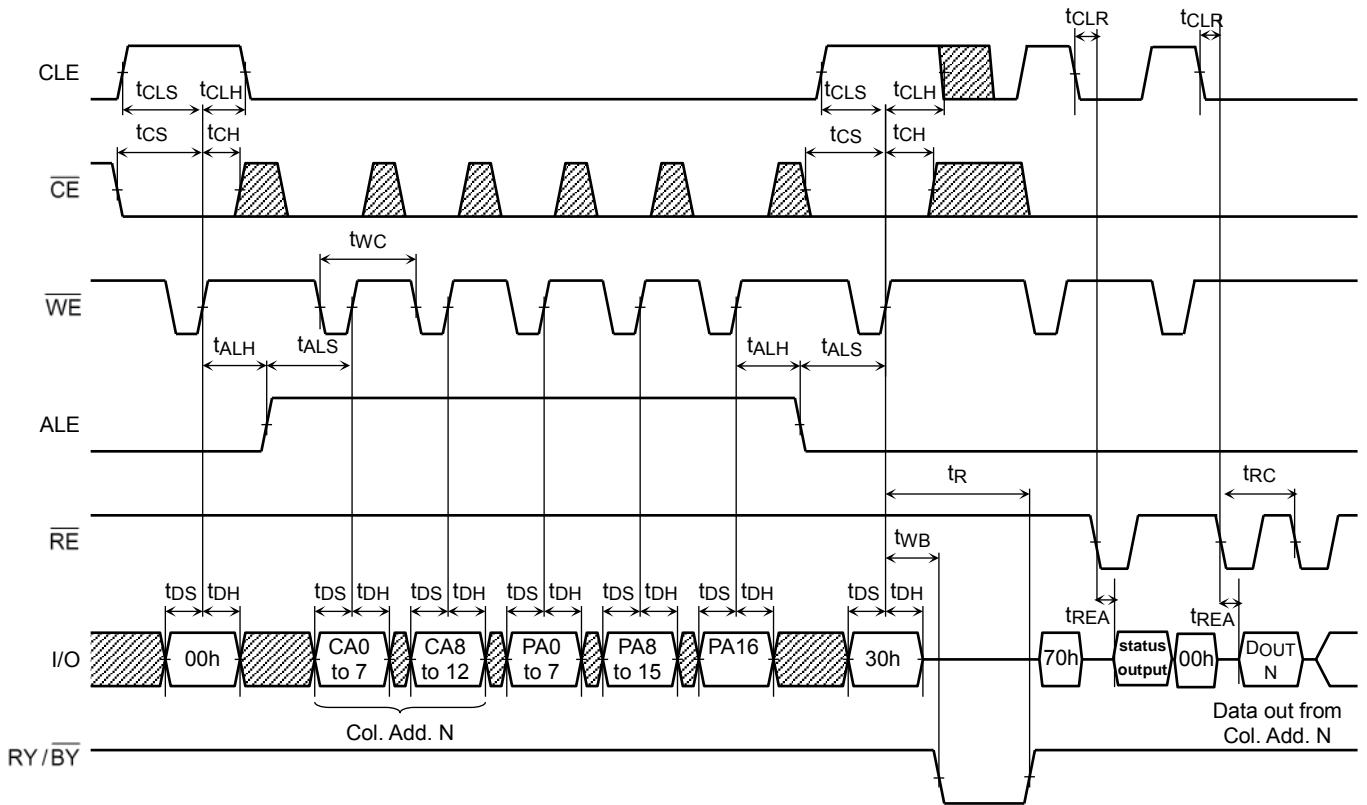 tCLR tCLR
CLE
tCLS tCLH tCLS tCLH
tCS tCH tCS tCH
CE
tWC
WE
tALH tALS tALH tALS
ALE
tR
tRC
RE
tWB
tDS tDH tDS tDH tDS tDH tDS tDH tDS tDH tDS tDH tDS tDH
tREA tREA
I/O
00h
CA0 to 7
CA8 to 12
PA0 to 7
PA8 to 15
PA16
30h
70h
status output
00h
DOUT N
Col. Add. N
Data out from
Col. Add. N
RY/BY